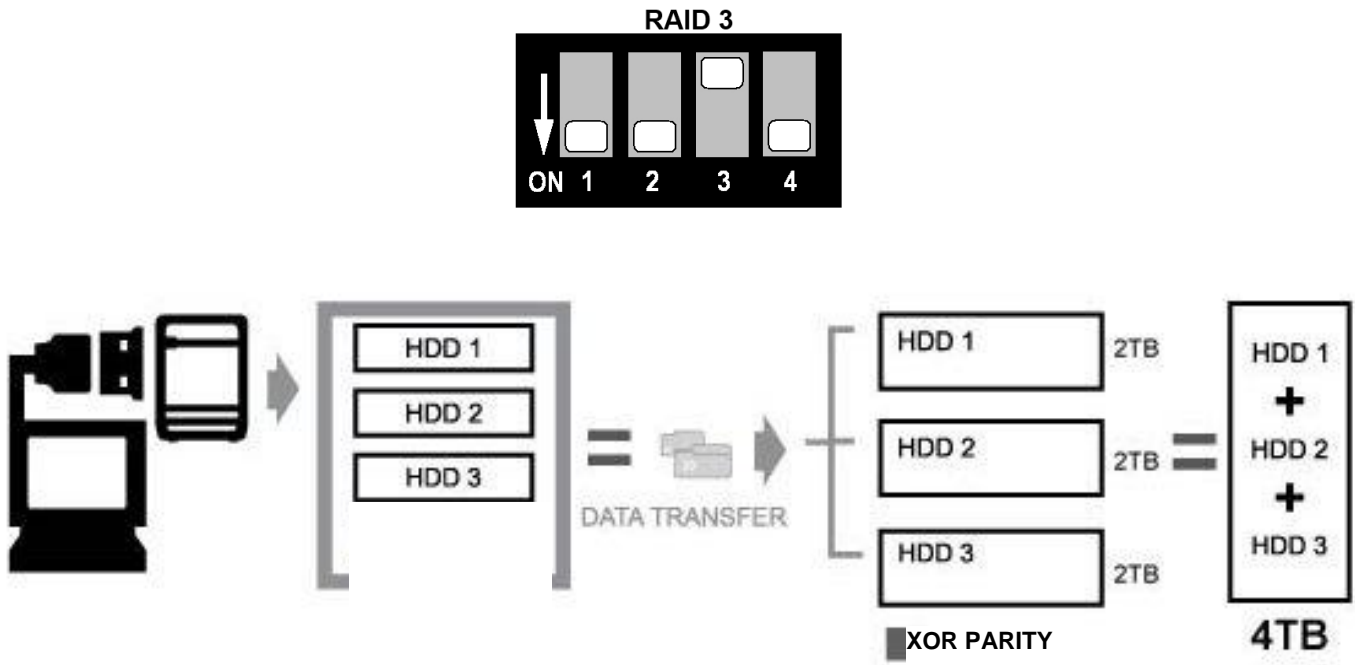 RAID 3
ON 1 2 3 4
HDD 1
HDD 2
HDD 3
DATA TRANSFER
HDD 1
2TB
HDD 2
2TB
HDD 3
2TB
XOR PARITY
HDD 1
+
HDD 2
+
HDD 3
4TB